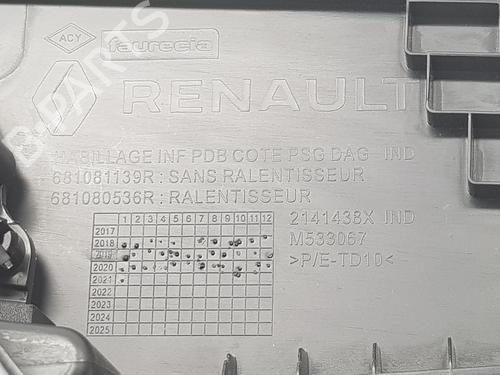 ACY
faurecia
RENAULT
HABILLAGE INF PDB COTE PSG DAG IND
681081139R : SANS RALENTISSEUR
681080536R : RALENTISSEUR
1 2 3 4 5 6 7 8 9 10 11 12
2017
2018
2019
2020
2021
2022
2023
2024
2025
2141438X IND
M533067
>P/E-TD10<
B-PARTS